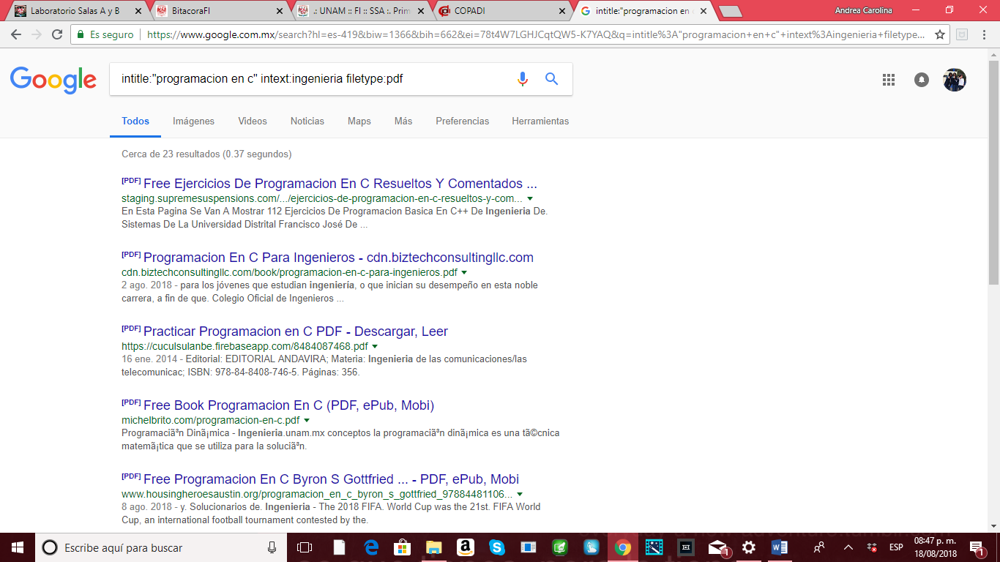 Laboratorio Salas A y B
BitacoraFI
.: UNAM :: FI :: SSA :. Prim
COPADI
intitle:"programacion en c
Andrea Carolina
Es seguro
https://www.google.com.mx/search?hl=es-419&biw=1366&bih=662&ei=78t4W7LGHJCqtQW5-K7YAQ&q=intitle%3A"programacion+en+c"+intext%3Aingenieria+filetype...
Google
intitle:"programacion en c" intext:ingenieria filetype:pdf
Todos Imágenes Videos Noticias Maps Más Preferencias Herramientas
Cerca de 23 resultados (0.37 segundos)
[PDF] Free Ejercicios De Programacion En C Resueltos Y Comentados ...
staging.supremesuspensions.com/.../ejercicios-de-programacion-en-c-resueltos-y-com...
En Esta Pagina Se Van A Mostrar 112 Ejercicios De Programacion Basica En C++ De Ingenieria De.
Sistemas De La Universidad Distrital Francisco José De ...
[PDF] Programacion En C Para Ingenieros - cdn.biztechconsultingllc.com
cdn.biztechconsultingllc.com/book/programacion-en-c-para-ingenieros.pdf
2 ago. 2018 - para los jóvenes que estudian ingeniería, o que inician su desempeño en esta noble
carrera, a fin de que. Colegio Oficial de Ingenieros ...
[PDF] Practicar Programacion en C PDF - Descargar, Leer
https://cuculsulanbe.firebaseapp.com/8484087468.pdf
16 ene. 2014 - Editorial: EDITORIAL ANDAVIRA; Materia: Ingenieria de las comunicaciones/las
telecomunicac; ISBN: 978-84-8408-746-5. Páginas: 356.
[PDF] Free Book Programacion En C (PDF, ePub, Mobi)
michelbrito.com/programacion-en-c.pdf
Programaciã³n Dinã¡mica - Ingenieria.unam.mx conceptos la programaciã³n dinã¡mica es una tã©cnica
matemã¡tica que se utiliza para la soluciã³n.
[PDF] Free Programacion En C Byron S Gottfried ... - PDF, ePub, Mobi
www.housingheroesaustin.org/programacion_en_c_byron_s_gottfried_97884481106...
8 ago. 2018 - y. Solucionarios de. Ingenieria - The 2018 FIFA. World Cup was the 21st. FIFA World
Cup, an international football tournament contested by the.
Escribe aquí para buscar
ESP
08:47 p. m.
18/08/2018